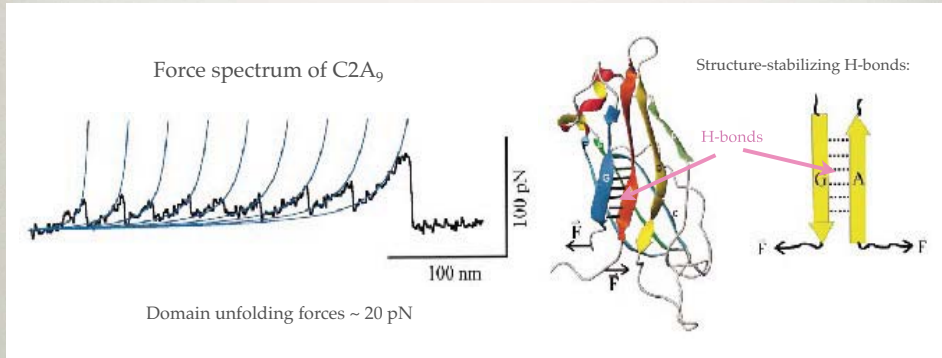 Force spectrum of C2A₉
100 pN
100 nm
Domain unfolding forces ~ 20 pN
Structure-stabilizing H-bonds:
H-bonds
G
C
F
F
G
A
F
F